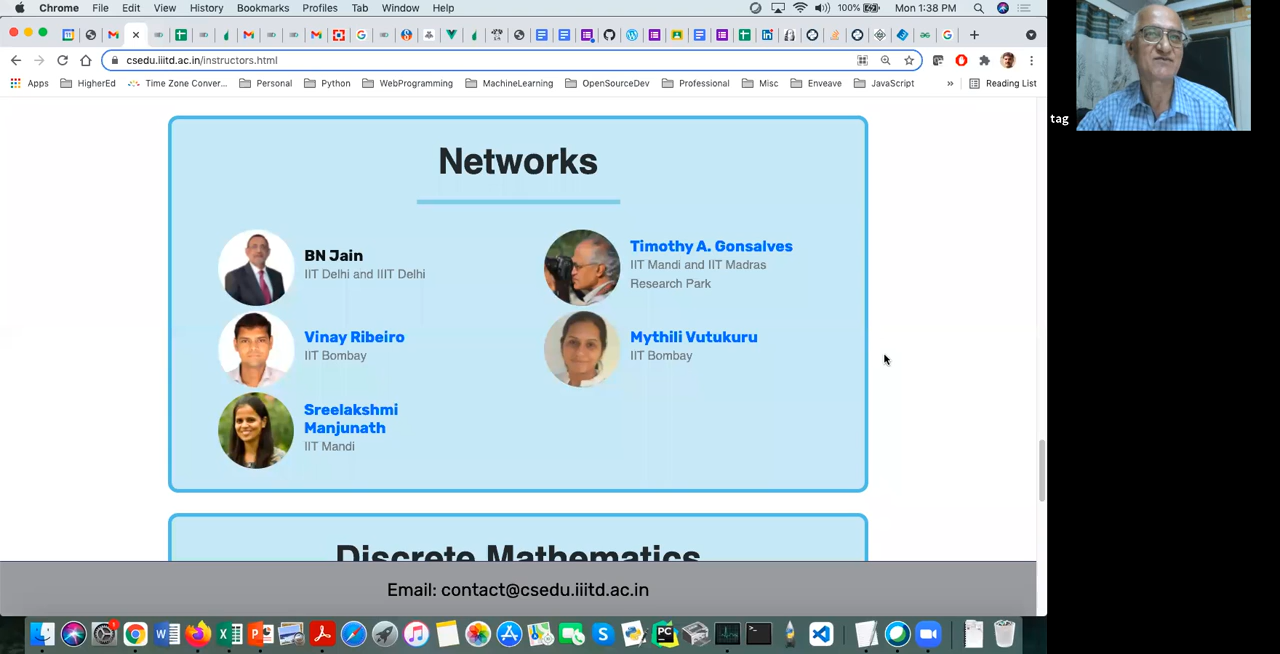 Chrome File Edit View History Bookmarks Profiles Tab Window Help 100% Mon 1:38 PM
csedu.iiitd.ac.in/instructors.html
Apps HigherEd Time Zone Conver... Personal Python WebProgramming MachineLearning OpenSourceDev Professional Misc Enveave JavaScript » Reading List
tag
Networks
BN Jain
IIT Delhi and IIIT Delhi
Timothy A. Gonsalves
IIT Mandi and IIT Madras
Research Park
Vinay Ribeiro
IIT Bombay
Mythili Vutukuru
IIT Bombay
Sreelakshmi
Manjunath
IIT Mandi
Discrete Mathematics
Email: contact@csedu.iiitd.ac.in